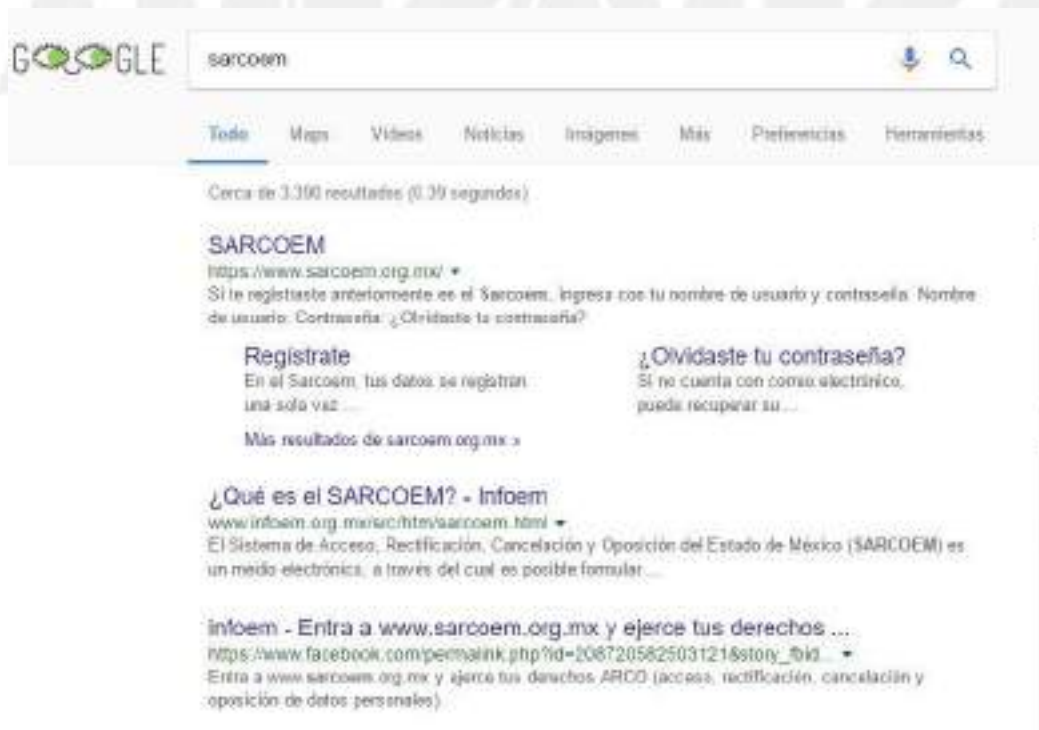 GOOGLE
sarcoem
Todo Maps Vídeos Noticias Imágenes Más Preferencias Herramientas
Cerca de 3.390 resultados (0.39 segundos)
SARCOEM
https://www.sarcoem.org.mx/
Si te registraste anteriormente en el Sarcoem, ingresa con tu nombre de usuario y contraseña. Nombre
de usuario. Contraseña. ¿Olvidaste tu contraseña?
Regístrate
En el Sarcoem, tus datos se registran
una sola vez ...
¿Olvidaste tu contraseña?
Si no cuenta con correo electrónico,
puede recuperar su ...
Más resultados de sarcoem.org.mx »
¿Qué es el SARCOEM? - Infoem
www.infoem.org.mx/src/htm/sarcoem.html
El Sistema de Acceso, Rectificación, Cancelación y Oposición del Estado de México (SARCOEM) es
un medio electrónico, a través del cual es posible formular ...
infoem - Entra a www.sarcoem.org.mx y ejerce tus derechos ...
https://www.facebook.com/permalink.php?id=208720582503121&story_fbid...
Entra a www.sarcoem.org.mx y ejerce tus derechos ARCO (acceso, rectificación, cancelación y
oposición de datos personales)